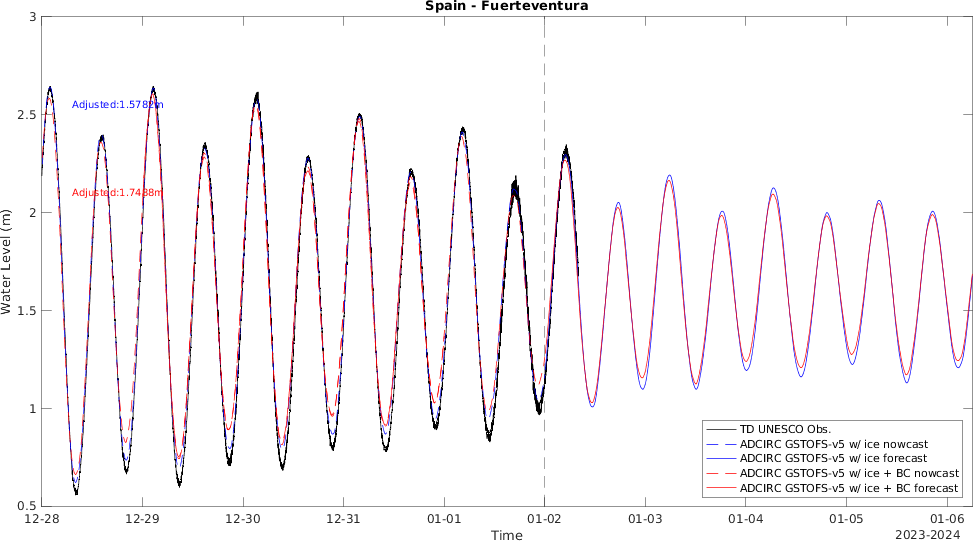 Spain - Fuerteventura
3
2.5
2
1.5
1
0.5
Water Level (m)
Adjusted:1.5782m
Adjusted:1.7488m
TD UNESCO Obs.
ADCIRC GSTOFS-v5 w/ ice nowcast
ADCIRC GSTOFS-v5 w/ ice forecast
ADCIRC GSTOFS-v5 w/ ice + BC nowcast
ADCIRC GSTOFS-v5 w/ ice + BC forecast
12-28 12-29 12-30 12-31 01-01 01-02 01-03 01-04 01-05 01-06
Time
2023-2024